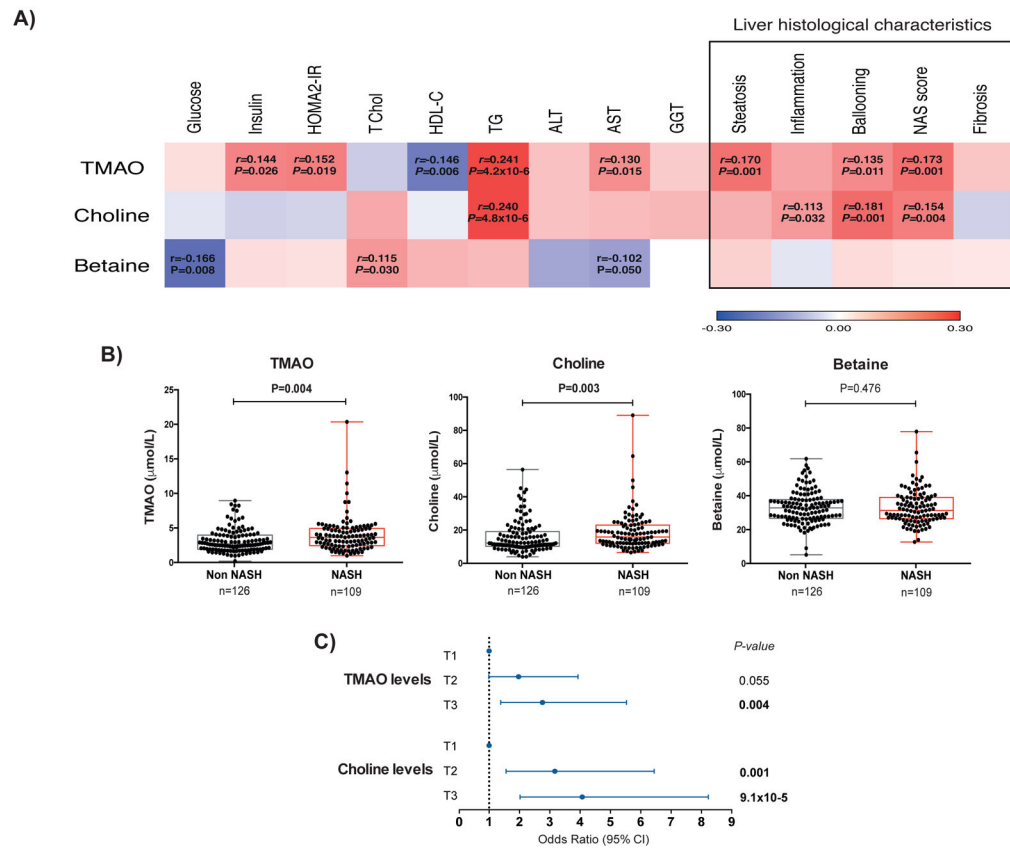 A)
Liver histological characteristics
Glucose
Insulin
HOMA2-IR
T Chol
HDL-C
TG
ALT
AST
GGT
Steatosis
Inflammation
Ballooning
NAS score
Fibrosis
TMAO
r=0.144
P=0.026
r=0.152
P=0.019
r=-0.146
P=0.006
r=0.241
P=4.2x10-6
r=0.130
P=0.015
r=0.170
P=0.001
r=0.135
P=0.011
r=0.173
P=0.001
Choline
r=0.240
P=4.8x10-6
r=0.113
P=0.032
r=0.181
P=0.001
r=0.154
P=0.004
Betaine
r=-0.166
P=0.008
r=0.115
P=0.030
r=-0.102
P=0.050
-0.30 0.00 0.30
B)
TMAO
P=0.004
25
20
15
10
5
0
TMAO (μmol/L)
Non NASH NASH
n=126 n=109
Choline
P=0.003
100
80
60
40
20
0
Choline (μmol/L)
Non NASH NASH
n=126 n=109
Betaine
P=0.476
100
80
60
40
20
0
Betaine (μmol/L)
Non NASH NASH
n=126 n=109
C)
P-value
TMAO levels
T1
T2 0.055
T3 0.004
Choline levels
T1
T2 0.001
T3 9.1x10-5
0 1 2 3 4 5 6 7 8 9
Odds Ratio (95% CI)